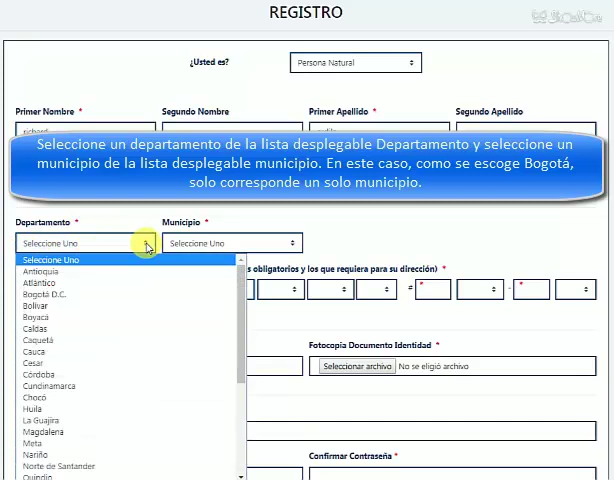 REGISTRO
¿Usted es?
Persona Natural
Primer Nombre *
Segundo Nombre
Primer Apellido *
Segundo Apellido
Seleccione un departamento de la lista desplegable Departamento y seleccione un
municipio de la lista desplegable municipio. En este caso, como se escoge Bogotá,
solo corresponde un solo municipio.
Departamento *
Municipio *
Seleccione Uno
Seleccione Uno
Seleccione Uno
Antioquia
Atlántico
Bogotá D.C.
Bolívar
Boyacá
Caldas
Caquetá
Cauca
Cesar
Córdoba
Cundinamarca
Chocó
Huila
La Guajira
Magdalena
Meta
Nariño
Norte de Santander
Quindio
s obligatorios y los que requiera para su dirección) *
* # * - *
Fotocopia Documento Identidad *
Seleccionar archivo No se eligió archivo
Confirmar Contraseña *